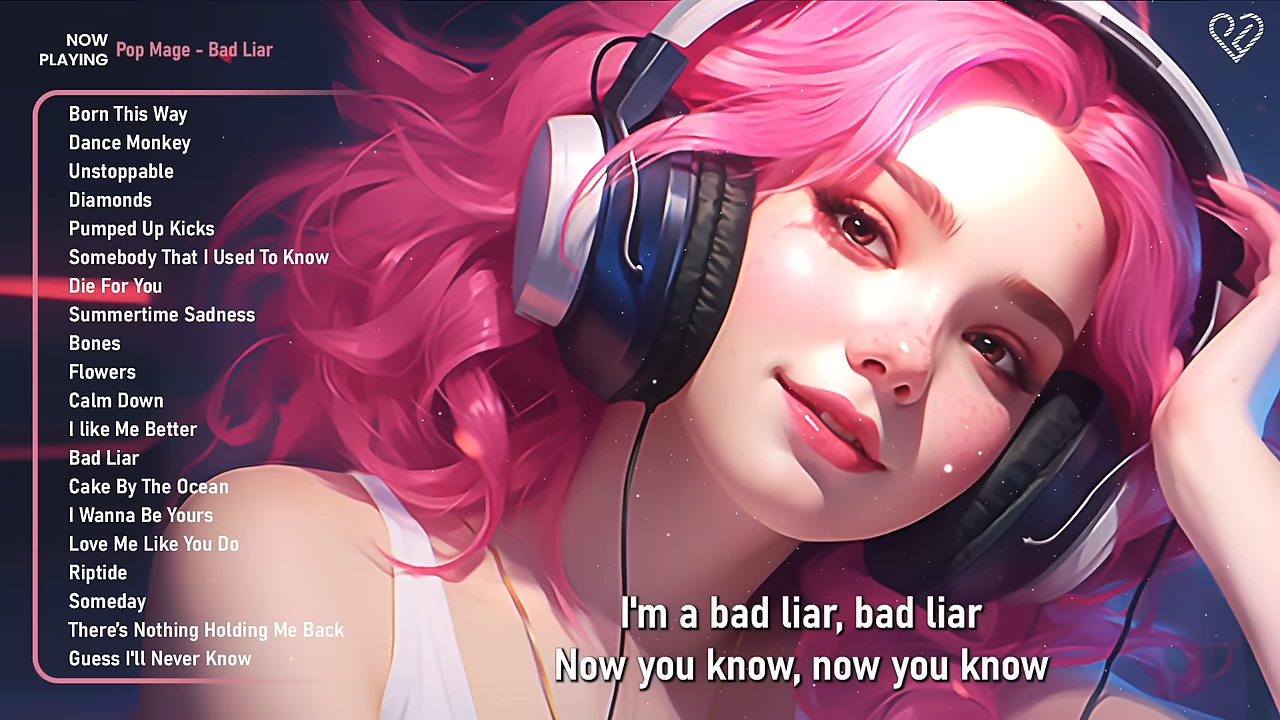 NOW
PLAYING
Pop Mage - Bad Liar
Born This Way
Dance Monkey
Unstoppable
Diamonds
Pumped Up Kicks
Somebody That I Used To Know
Die For You
Summertime Sadness
Bones
Flowers
Calm Down
I like Me Better
Bad Liar
Cake By The Ocean
I Wanna Be Yours
Love Me Like You Do
Riptide
Someday
There's Nothing Holding Me Back
Guess I'll Never Know
I'm a bad liar, bad liar
Now you know, now you know